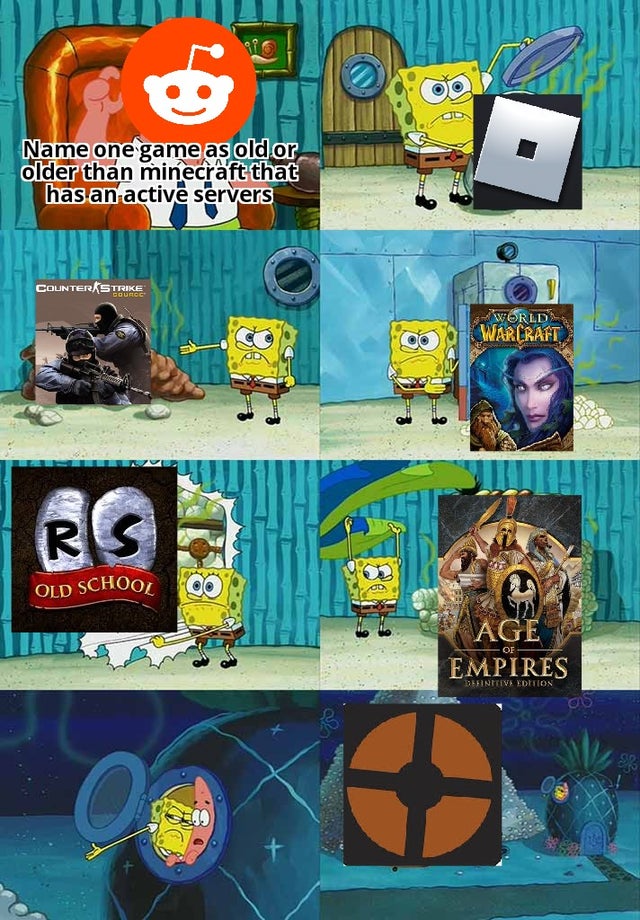 Name one game as old or
older than minecraft that
has an active servers
COUNTER STRIKE
SOURCE
WORLD
OF
WARCRAFT
R S
OLD SCHOOL
AGE
OF
EMPIRES
DEFINITIVE EDITION